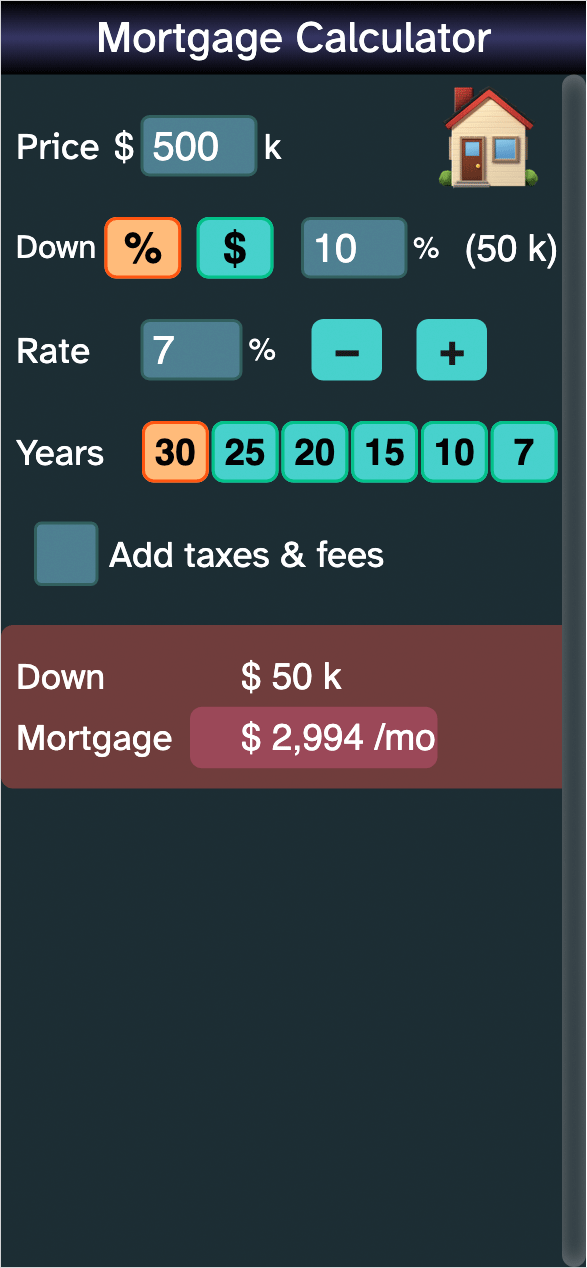 Mortgage Calculator
Price $ 500 k
Down % $ 10 % (50 k)
Rate 7 % − +
Years 30 25 20 15 10 7
Add taxes & fees
Down $ 50 k
Mortgage $ 2,994 /mo